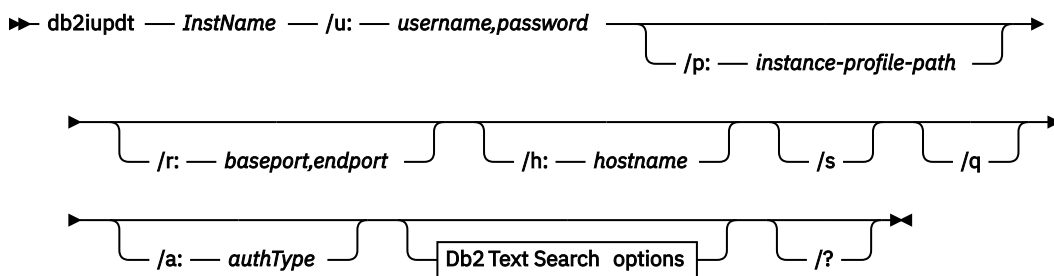 db2iupdt InstName /u: username,password
/p: instance-profile-path
/r: baseport,endport /h: hostname /s /q
/a: authType Db2 Text Search options /?